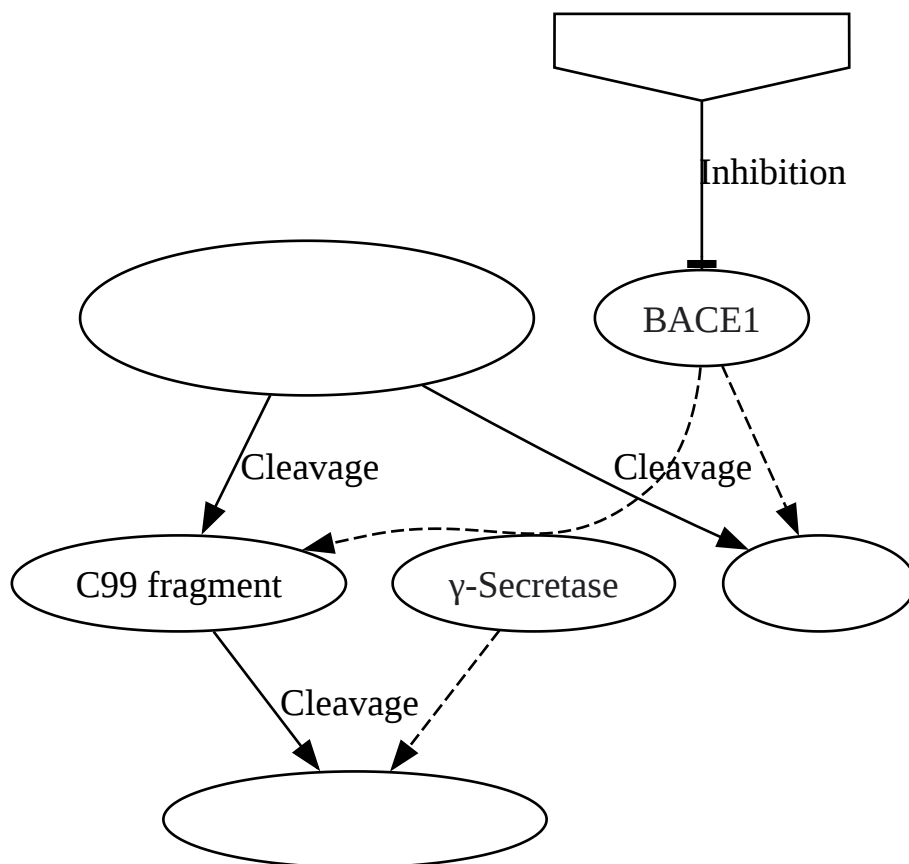 Inhibition
BACE1
Cleavage
Cleavage
C99 fragment
γ-Secretase
Cleavage